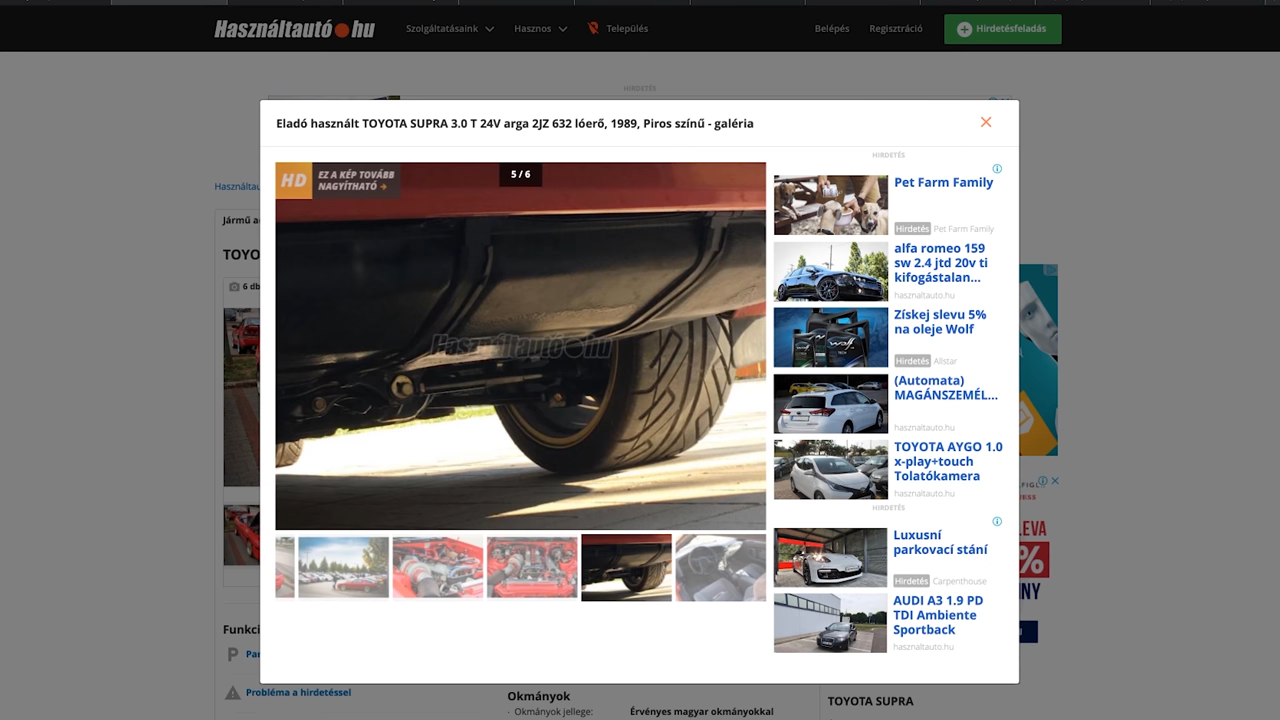 Használtautó.hu
Szolgáltatásaink
Hasznos
Település
Belépés
Regisztráció
Hirdetésfeladás
HIRDETÉS
Eladó használt TOYOTA SUPRA 3.0 T 24V arga 2JZ 632 lóerő, 1989, Piros színű - galéria
HD
EZ A KÉP TOVÁBB
NAGYÍTHATÓ
5 / 6
Használtautó.hu
HIRDETÉS
Pet Farm Family
Hirdetés Pet Farm Family
alfa romeo 159
sw 2.4 jtd 20v ti
kifogástalan...
hasznaltauto.hu
Získej slevu 5%
na oleje Wolf
Hirdetés Allstar
(Automata)
MAGÁNSZEMÉL...
hasznaltauto.hu
TOYOTA AYGO 1.0
x-play+touch
Tolatókamera
hasznaltauto.hu
HIRDETÉS
Luxusní
parkovací stání
Hirdetés Carpenthouse
AUDI A3 1.9 PD
TDI Ambiente
Sportback
hasznaltauto.hu
6 db
P
Probléma a hirdetéssel
Okmányok
· Okmányok jellege:
Érvényes magyar okmányokkal
TOYOTA SUPRA